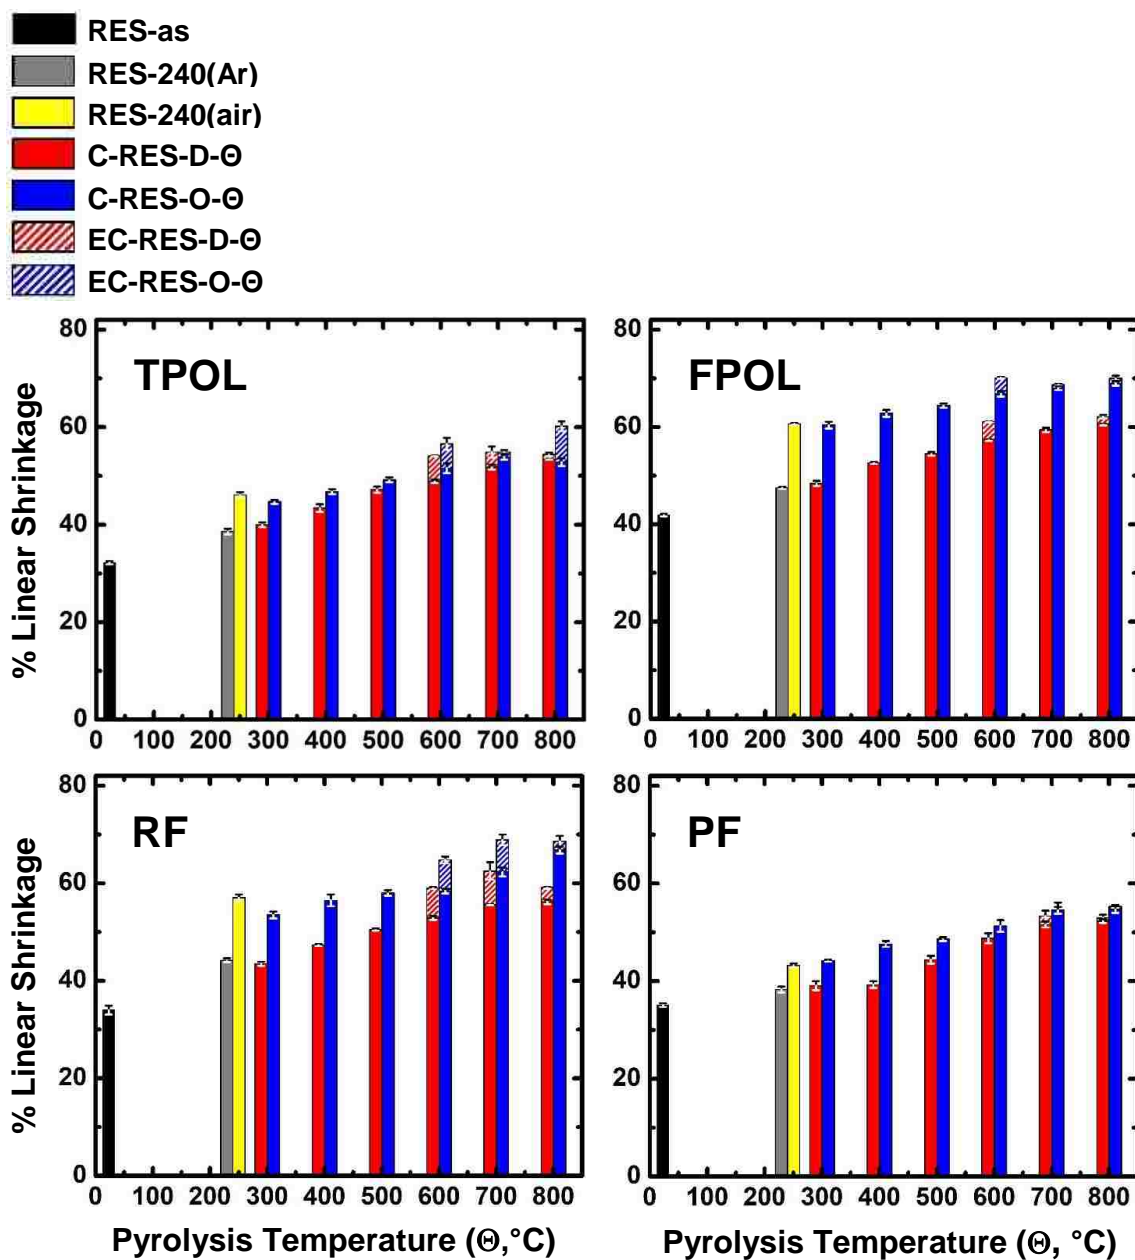 RES-as
RES-240(Ar)
RES-240(air)
C-RES-D-Θ
C-RES-O-Θ
EC-RES-D-Θ
EC-RES-O-Θ
TPOL
% Linear Shrinkage
80
60
40
20
0
0 100 200 300 400 500 600 700 800
FPOL
80
60
40
20
0
0 100 200 300 400 500 600 700 800
RF
% Linear Shrinkage
80
60
40
20
0
0 100 200 300 400 500 600 700 800
Pyrolysis Temperature (Θ,°C)
PF
80
60
40
20
0
0 100 200 300 400 500 600 700 800
Pyrolysis Temperature (Θ, °C)